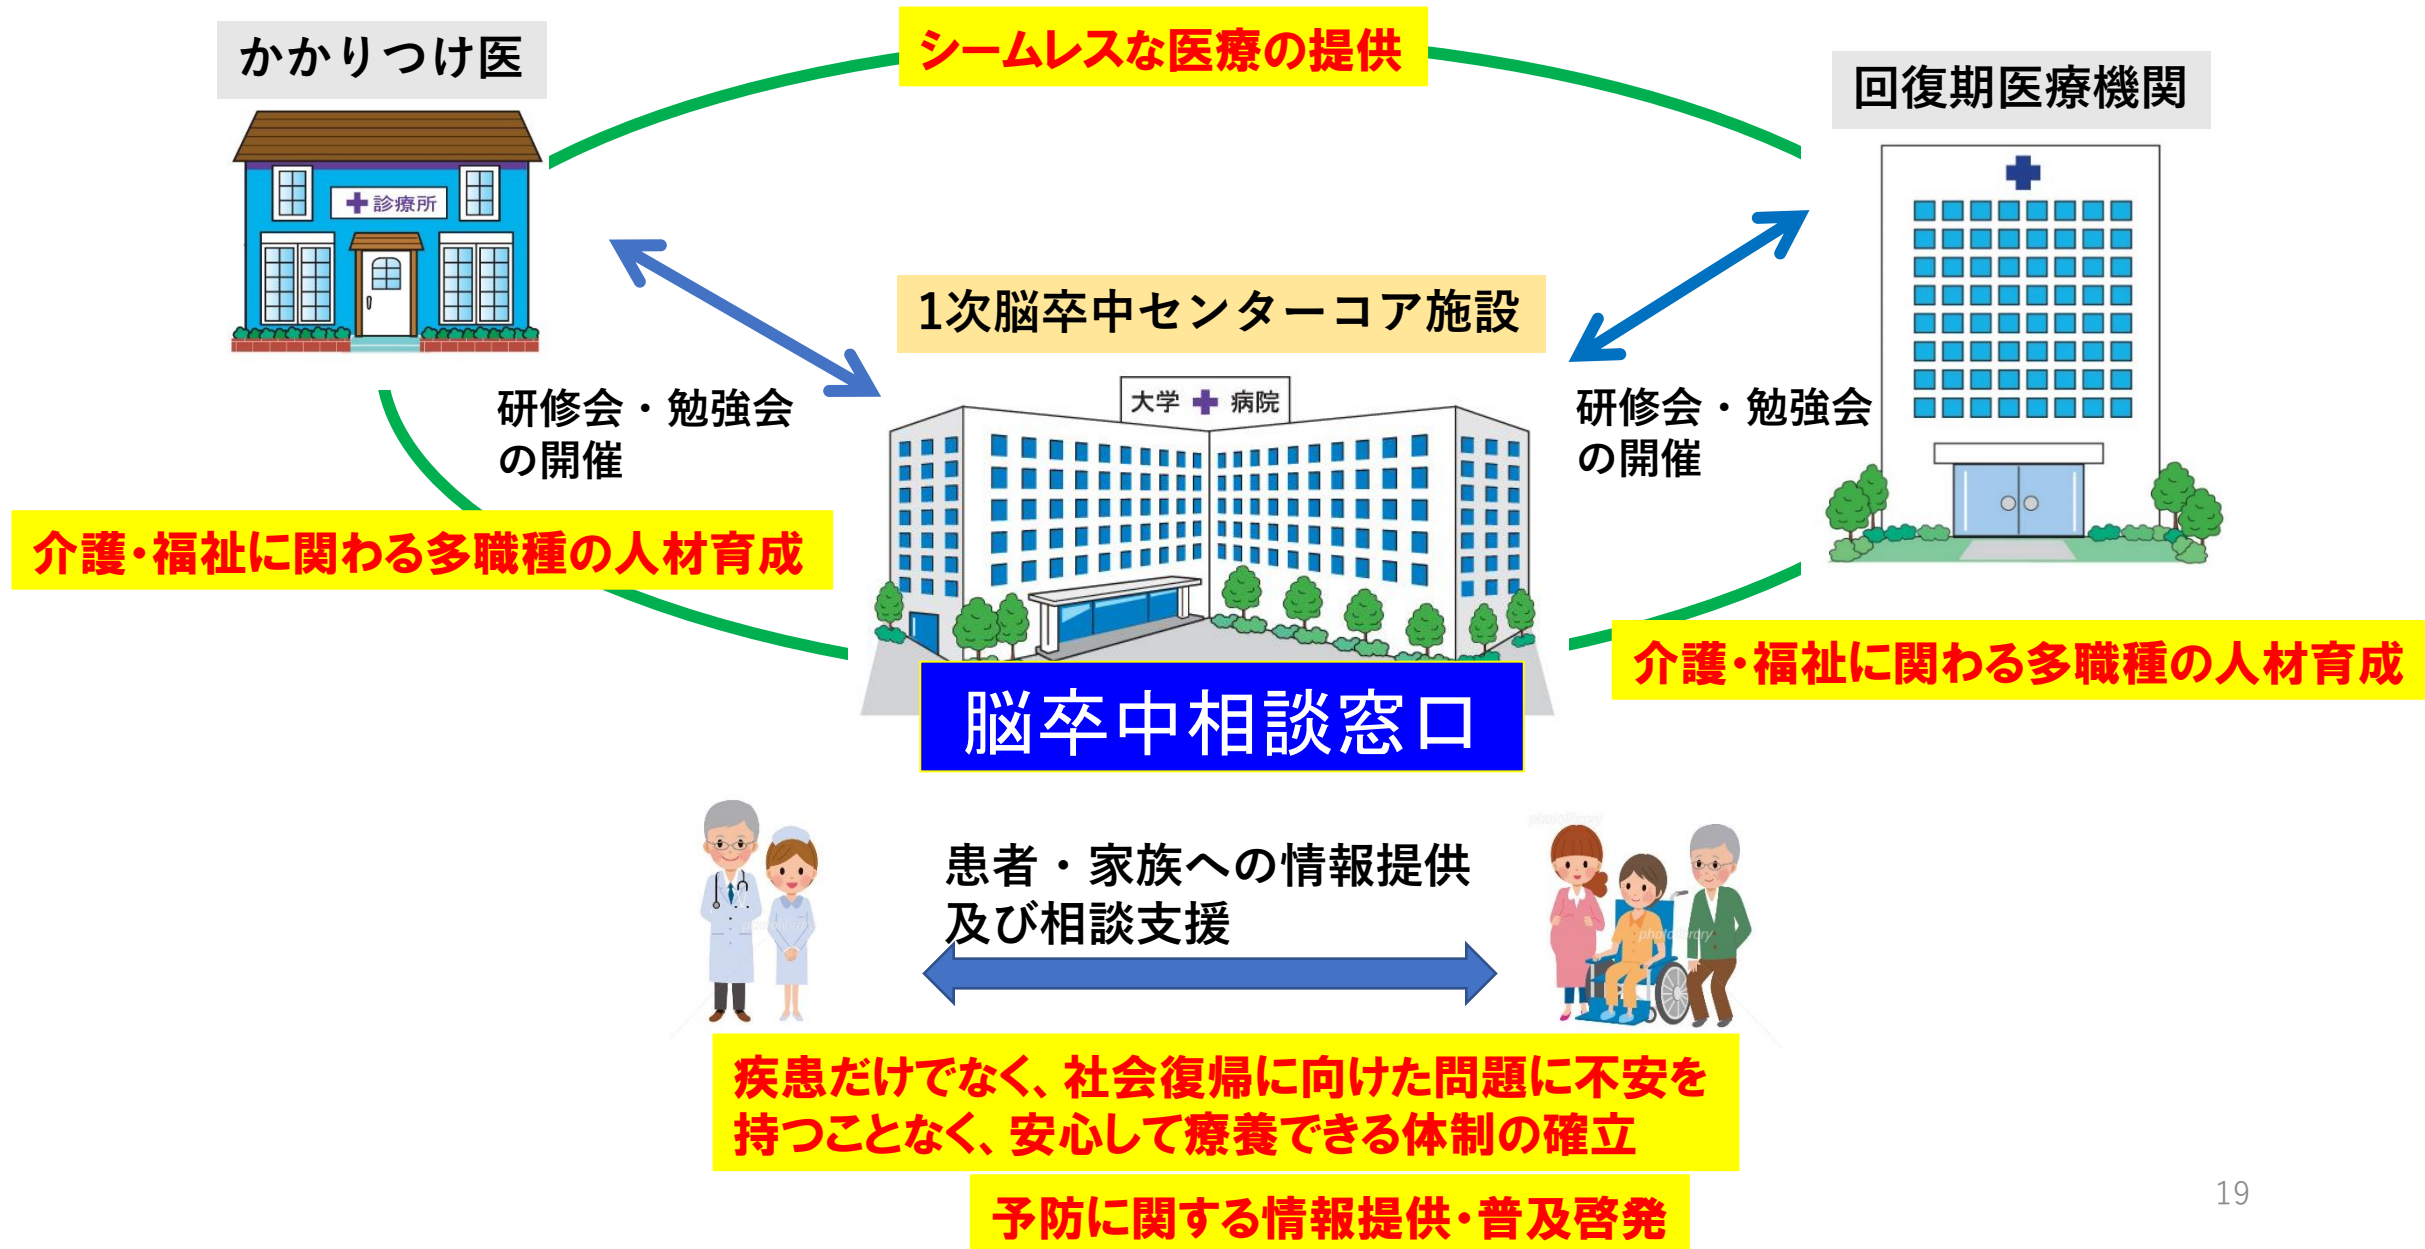 かかりつけ医
シームレスな医療の提供
回復期医療機関
診療所
1次脳卒中センターコア施設
大学 病院
研修会・勉強会
の開催
研修会・勉強会
の開催
介護・福祉に関わる多職種の人材育成
介護・福祉に関わる多職種の人材育成
脳卒中相談窓口
患者・家族への情報提供
及び相談支援
photolibrary
photolibrary
photolibrary
疾患だけでなく、社会復帰に向けた問題に不安を
持つことなく、安心して療養できる体制の確立
予防に関する情報提供・普及啓発
19